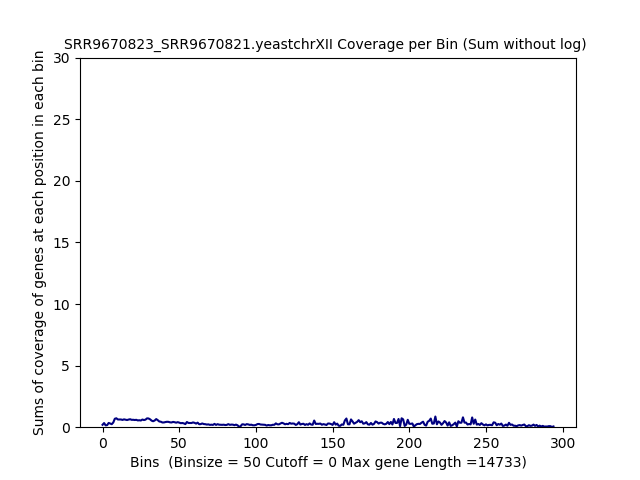 SRR9670823_SRR9670821.yeastchrXII Coverage per Bin (Sum without log)
Sums of coverage of genes at each position in each bin
30
25
20
15
10
5
0
0 50 100 150 200 250 300
Bins  (Binsize = 50 Cutoff = 0 Max gene Length =14733)